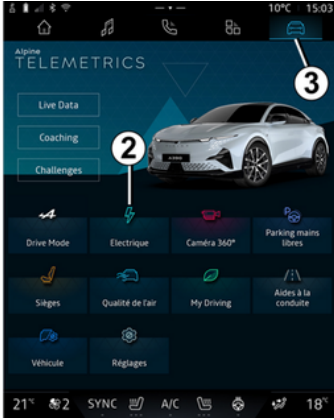 10°C 15:03
3
Alpine
TELEMETRICS
Live Data
Coaching
Challenges
2
A390
Drive Mode
Electrique
Caméra 360°
Parking mains
libres
Sièges
Qualité de l'air
My Driving
Aides à la
conduite
Véhicule
Réglages
21°C 2 SYNC A/C 18°C